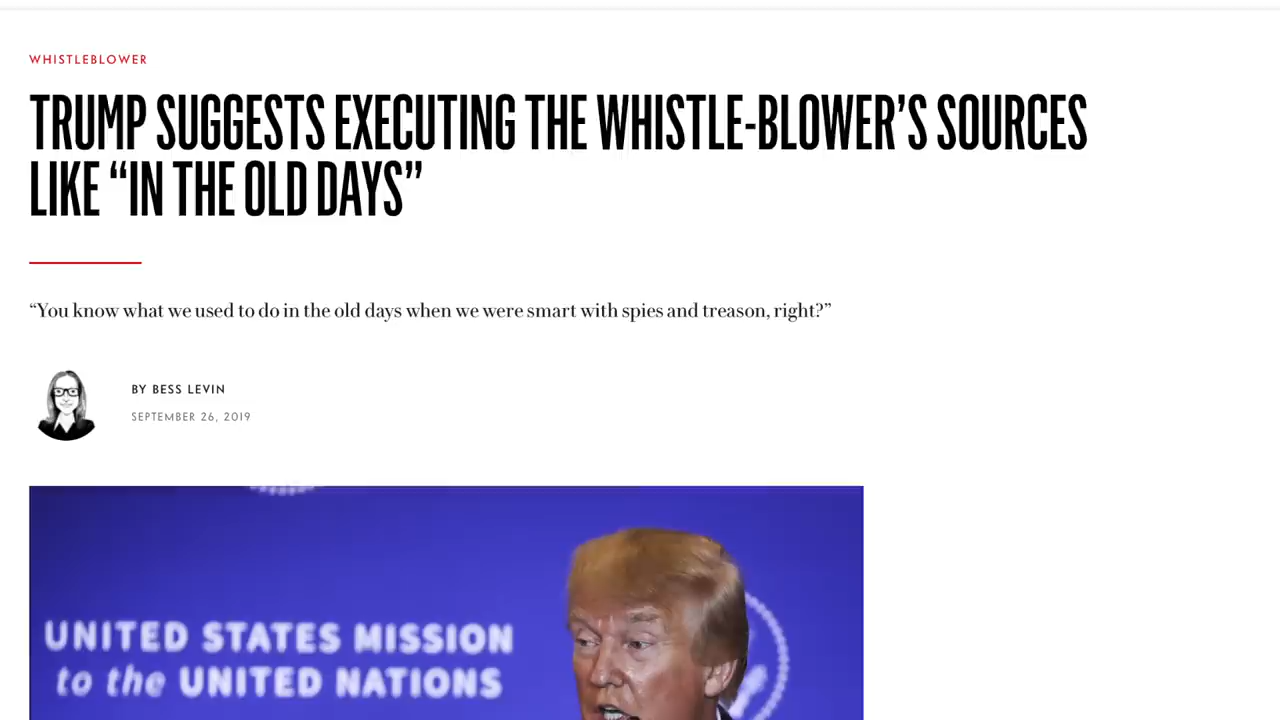 WHISTLEBLOWER
TRUMP SUGGESTS EXECUTING THE WHISTLE-BLOWER’S SOURCES
LIKE “IN THE OLD DAYS”
“You know what we used to do in the old days when we were smart with spies and treason, right?”
BY BESS LEVIN
SEPTEMBER 26, 2019
UNITED STATES MISSION
to the UNITED NATIONS